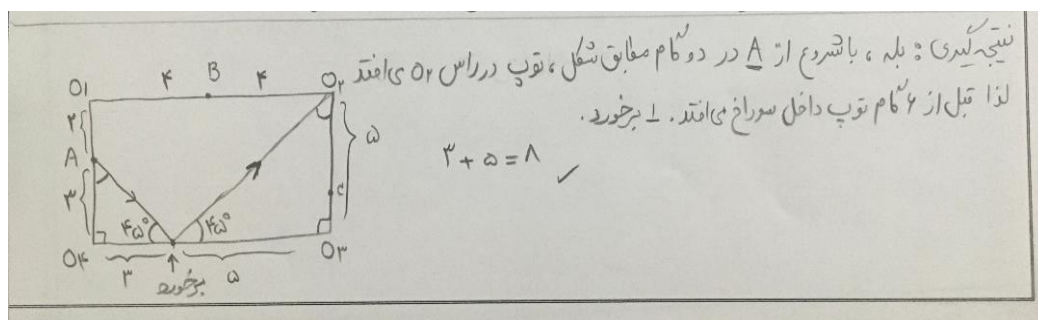 نتیجه گیری: بله، با شروع از A در دو گام مطابق شکل، توپ در راس O۲ می افتد
لذا قبل از ۶ گام توپ داخل سوراخ می افتد. ۱ برخورد.
۳+۵=۸ ✓
O۱ ۴ B ۴ O۲
۲
A
۳
۵
C
۴۵° ۴۵°
O۴ O۳
۳ ۵
برخورد